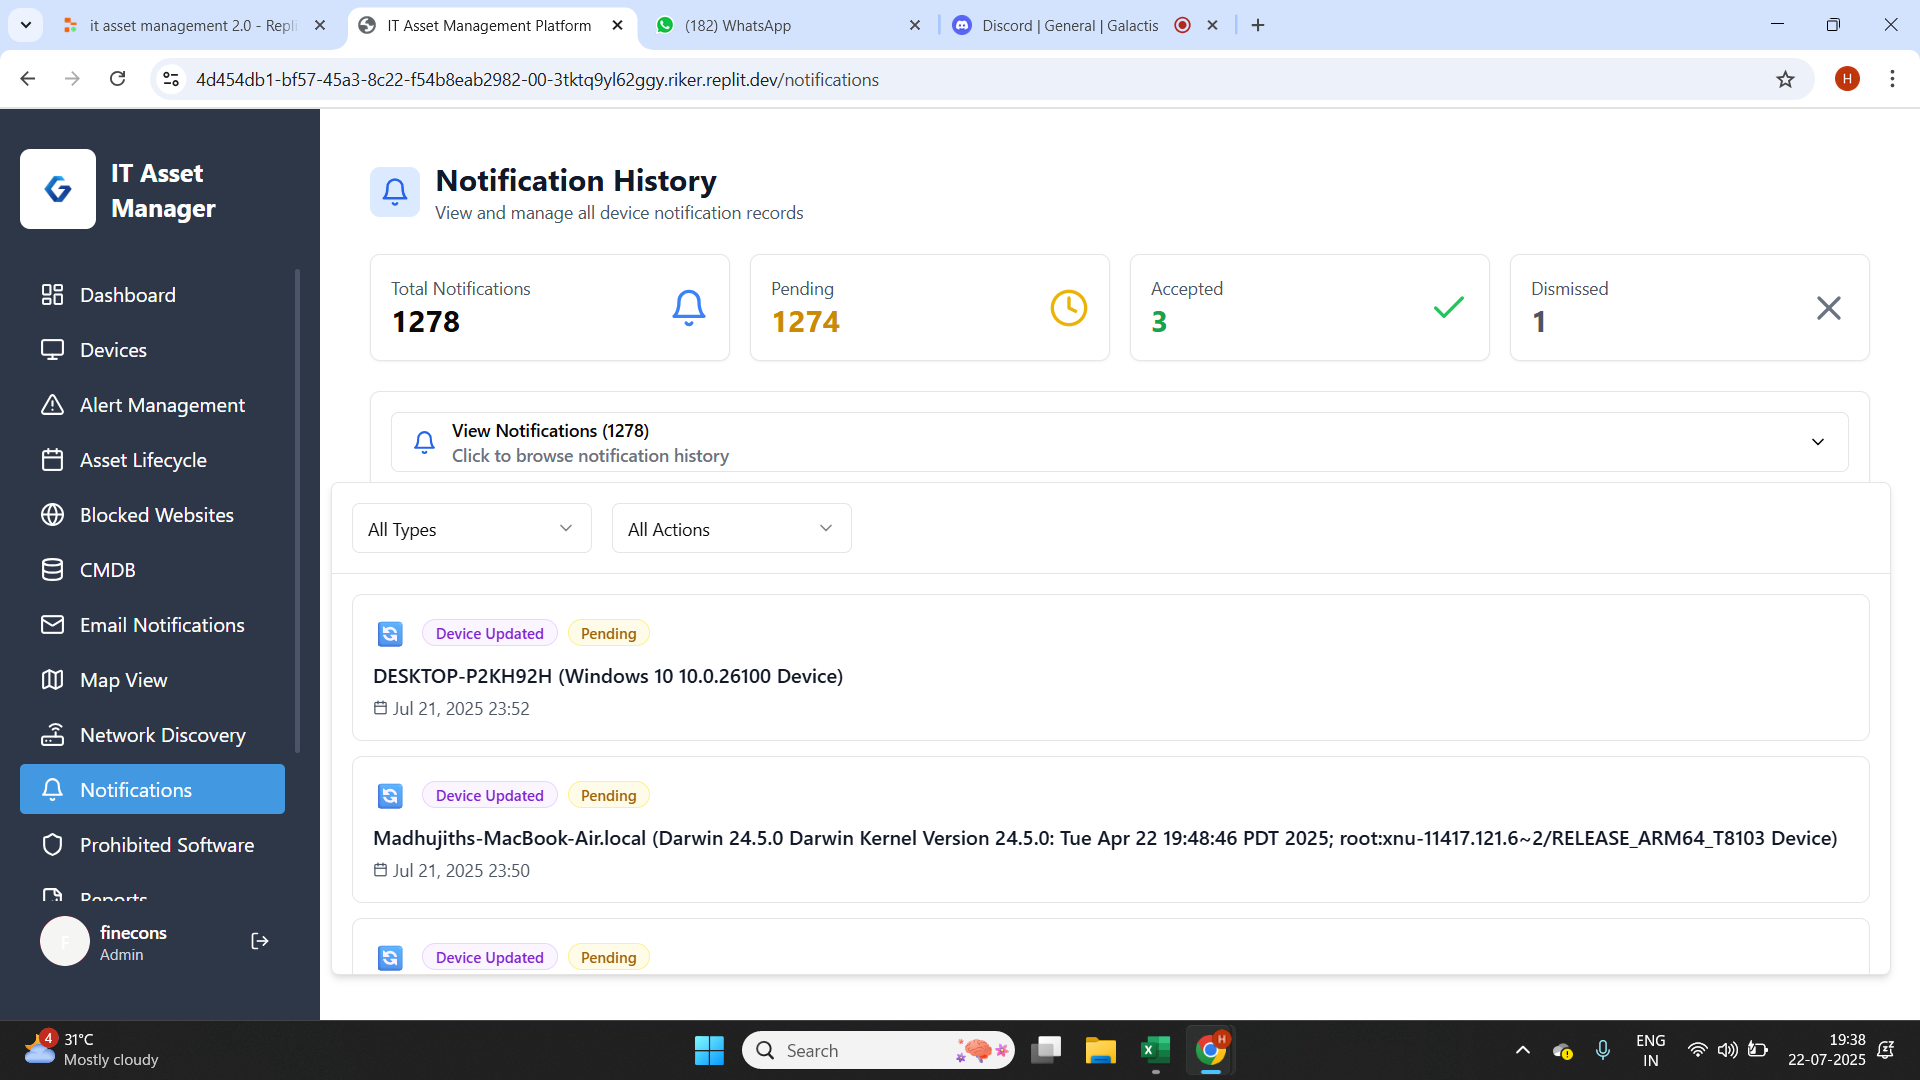 it asset management 2.0 - Repli
IT Asset Management Platform
(182) WhatsApp
Discord | General | Galactis
4d454db1-bf57-45a3-8c22-f54b8eab2982-00-3tktq9yl62ggy.riker.replit.dev/notifications
H
IT Asset
Manager
Dashboard
Devices
Alert Management
Asset Lifecycle
Blocked Websites
CMDB
Email Notifications
Map View
Network Discovery
Notifications
Prohibited Software
Reports
F
finecons
Admin
Notification History
View and manage all device notification records
Total Notifications
1278
Pending
1274
Accepted
3
Dismissed
1
View Notifications (1278)
Click to browse notification history
All Types
All Actions
Device Updated
Pending
DESKTOP-P2KH92H (Windows 10 10.0.26100 Device)
Jul 21, 2025 23:52
Device Updated
Pending
Madhujiths-MacBook-Air.local (Darwin 24.5.0 Darwin Kernel Version 24.5.0: Tue Apr 22 19:48:46 PDT 2025; root:xnu-11417.121.6~2/RELEASE_ARM64_T8103 Device)
Jul 21, 2025 23:50
Device Updated
Pending
4
31°C
Mostly cloudy
Search
H
ENG
IN
19:38
22-07-2025